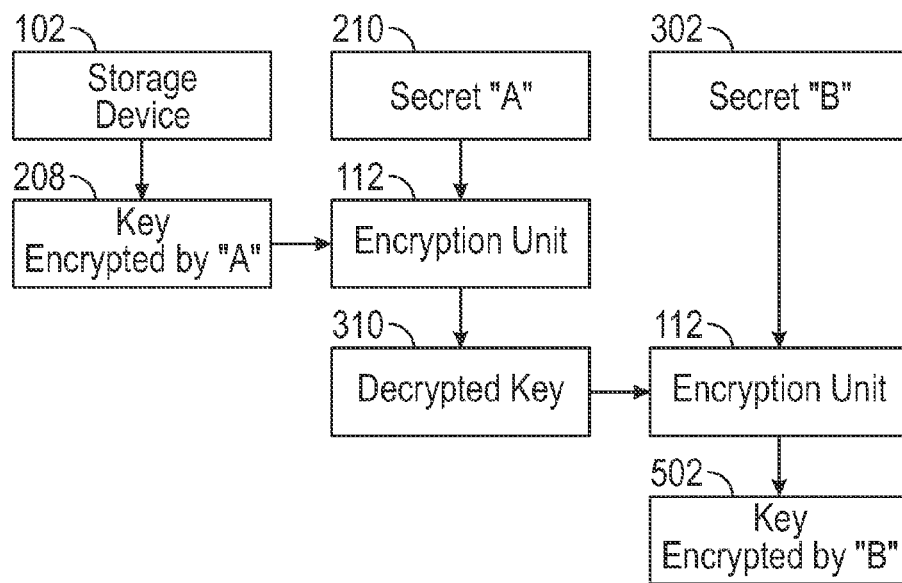 102
210
302
Storage
Device
Secret "A"
Secret "B"
208
112
Key
Encrypted by "A"
Encryption Unit
310
112
Decrypted Key
Encryption Unit
502
Key
Encrypted by "B"